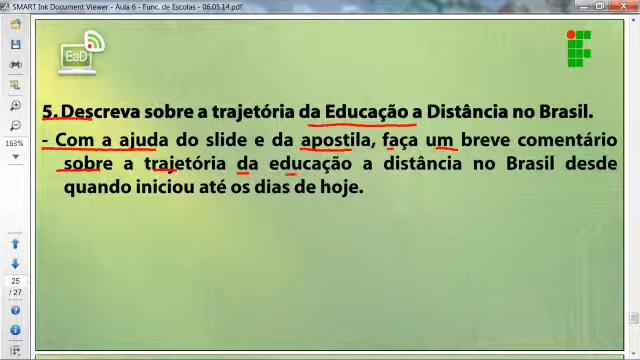 SMART Ink Document Viewer - Aula 6 - Func. de Escolas - 06.05.14.pdf
EaD
5. Descreva sobre a trajetória da Educação a Distância no Brasil.
- Com a ajuda do slide e da apostila, faça um breve comentário
sobre a trajetória da educação a distância no Brasil desde
quando iniciou até os dias de hoje.
163%
25
/ 27